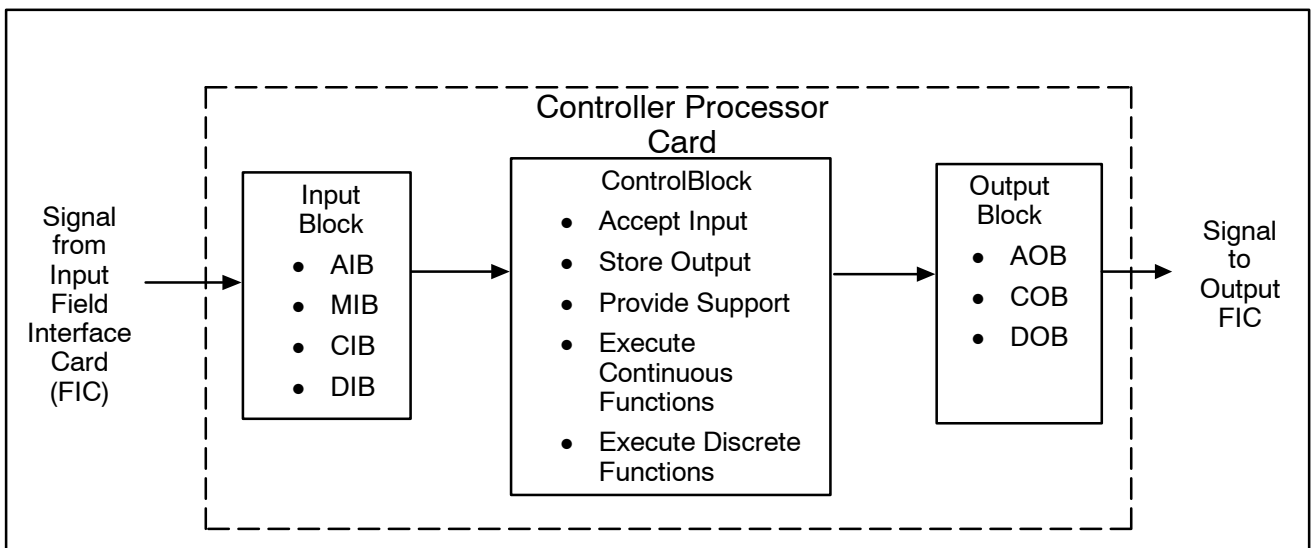 Controller Processor
Card
Signal
from
Input
Field
Interface
Card
(FIC)
Input
Block
● AIB
● MIB
● CIB
● DIB
ControlBlock
● Accept Input
● Store Output
● Provide Support
● Execute
Continuous
Functions
● Execute Discrete
Functions
Output
Block
● AOB
● COB
● DOB
Signal
to
Output
FIC